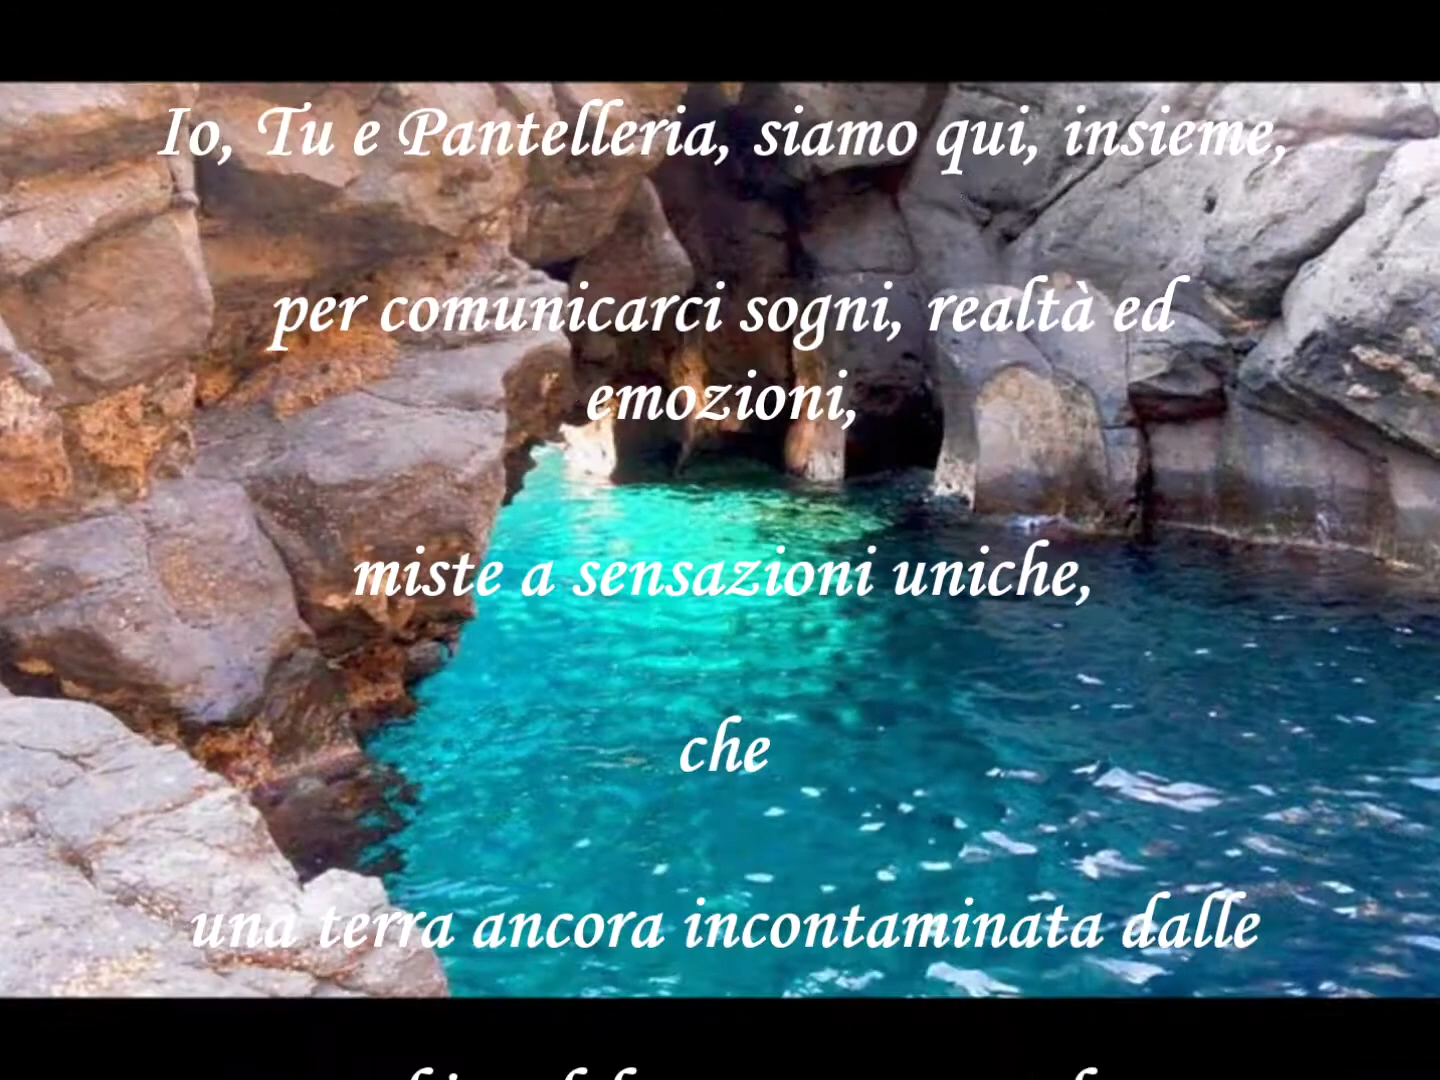 Io, Tu e Pantelleria, siamo qui, insieme,
per comunicarci sogni, realtà ed
emozioni,
miste a sensazioni uniche,
che
una terra ancora incontaminata dalle